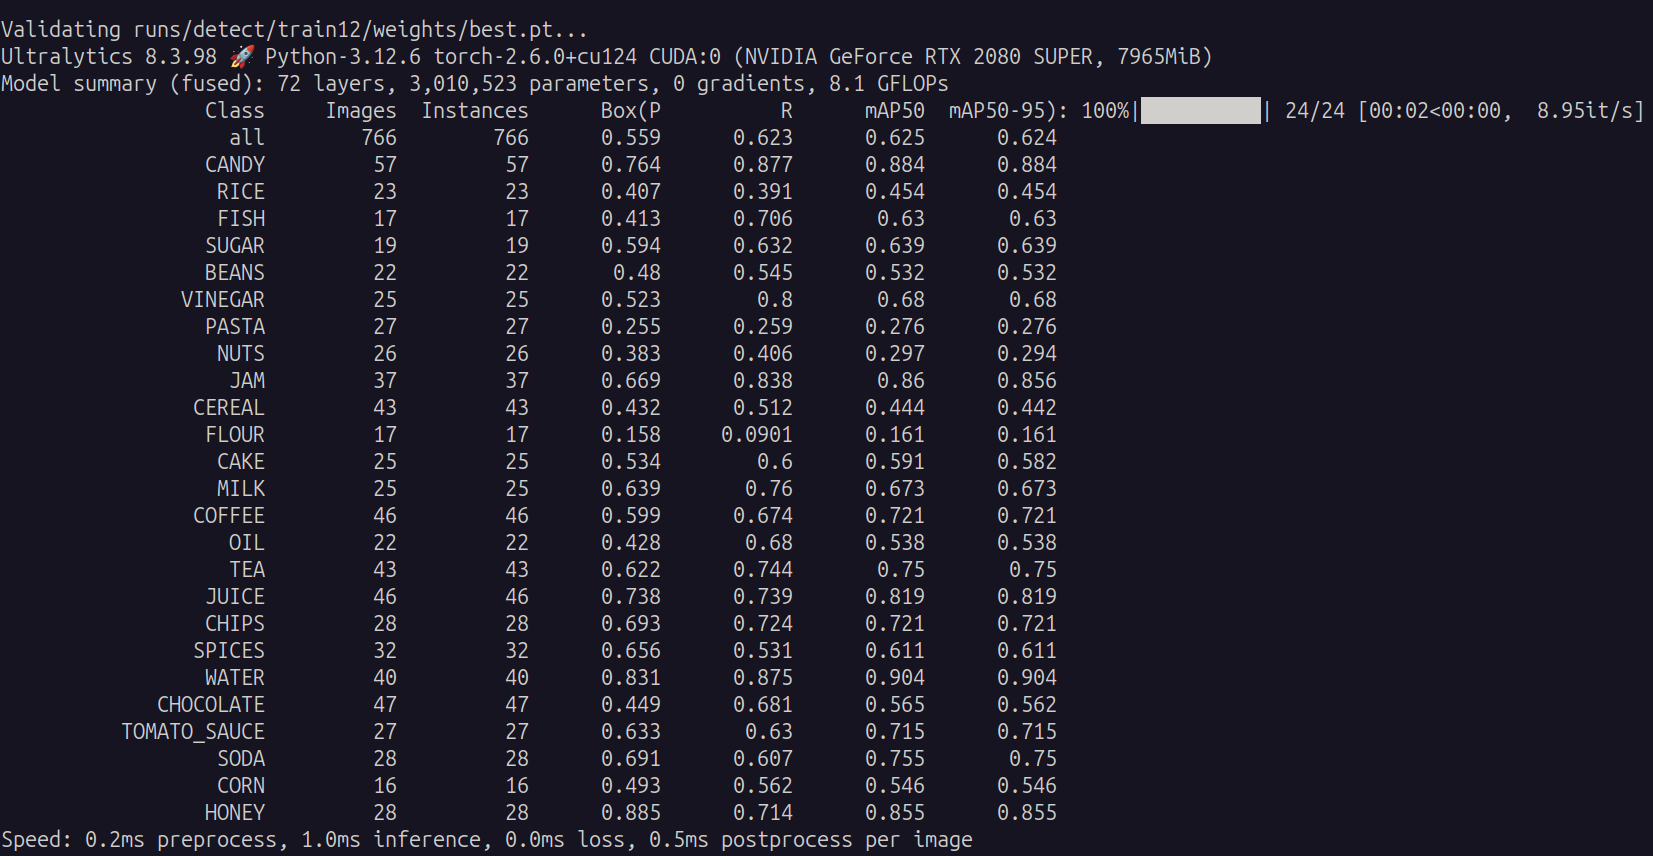 Validating runs/detect/train12/weights/best.pt...
Ultralytics 8.3.98 🚀 Python-3.12.6 torch-2.6.0+cu124 CUDA:0 (NVIDIA GeForce RTX 2080 SUPER, 7965MiB)
Model summary (fused): 72 layers, 3,010,523 parameters, 0 gradients, 8.1 GFLOPs
Class Images Instances Box(P R mAP50 mAP50-95): 100%|██████████| 24/24 [00:02<00:00, 8.95it/s]
all 766 766 0.559 0.623 0.625 0.624
CANDY 57 57 0.764 0.877 0.884 0.884
RICE 23 23 0.407 0.391 0.454 0.454
FISH 17 17 0.413 0.706 0.63 0.63
SUGAR 19 19 0.594 0.632 0.639 0.639
BEANS 22 22 0.48 0.545 0.532 0.532
VINEGAR 25 25 0.523 0.8 0.68 0.68
PASTA 27 27 0.255 0.259 0.276 0.276
NUTS 26 26 0.383 0.406 0.297 0.294
JAM 37 37 0.669 0.838 0.86 0.856
CEREAL 43 43 0.432 0.512 0.444 0.442
FLOUR 17 17 0.158 0.0901 0.161 0.161
CAKE 25 25 0.534 0.6 0.591 0.582
MILK 25 25 0.639 0.76 0.673 0.673
COFFEE 46 46 0.599 0.674 0.721 0.721
OIL 22 22 0.428 0.68 0.538 0.538
TEA 43 43 0.622 0.744 0.75 0.75
JUICE 46 46 0.738 0.739 0.819 0.819
CHIPS 28 28 0.693 0.724 0.721 0.721
SPICES 32 32 0.656 0.531 0.611 0.611
WATER 40 40 0.831 0.875 0.904 0.904
CHOCOLATE 47 47 0.449 0.681 0.565 0.562
TOMATO_SAUCE 27 27 0.633 0.63 0.715 0.715
SODA 28 28 0.691 0.607 0.755 0.75
CORN 16 16 0.493 0.562 0.546 0.546
HONEY 28 28 0.885 0.714 0.855 0.855
Speed: 0.2ms preprocess, 1.0ms inference, 0.0ms loss, 0.5ms postprocess per image